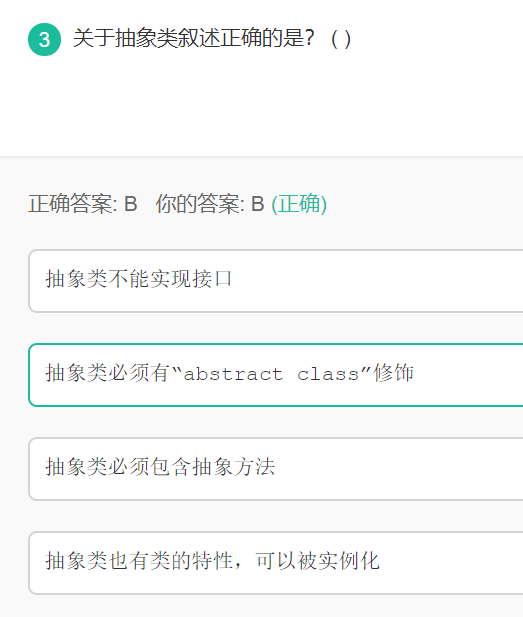 3 关于抽象类叙述正确的是? ( )
正确答案: B 你的答案: B (正确)
抽象类不能实现接口
抽象类必须有“abstract class”修饰
抽象类必须包含抽象方法
抽象类也有类的特性，可以被实例化